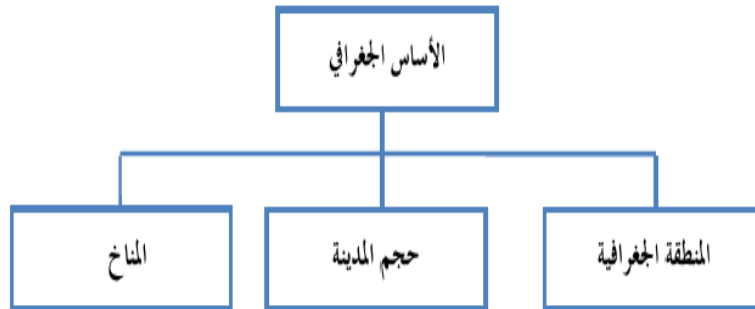 الأساس الجغرافي
المنطقة الجغرافية
حجم المدينة
المناخ